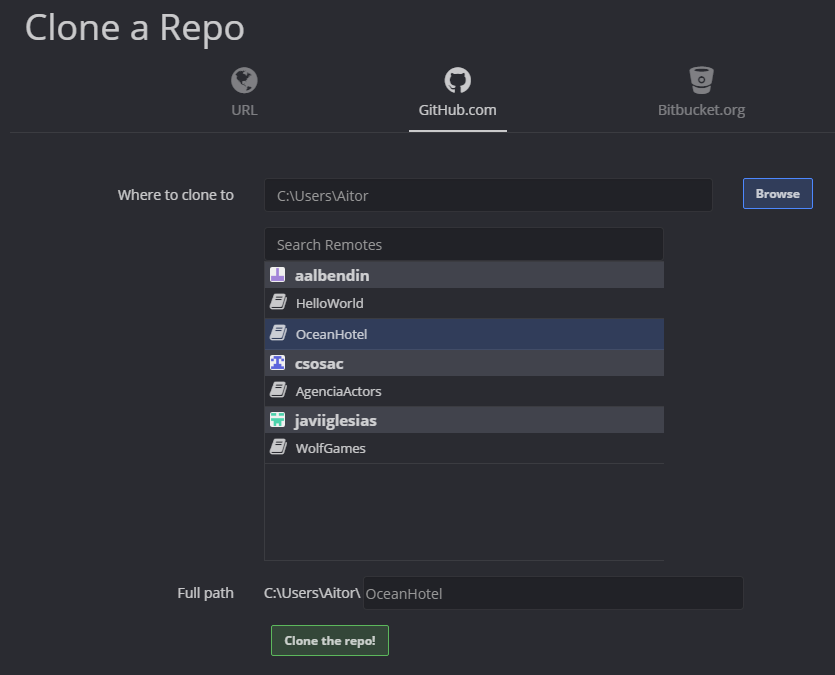 Clone a Repo
URL
GitHub.com
Bitbucket.org
Where to clone to
C:\Users\Aitor
Browse
Search Remotes
aalbendin
HelloWorld
OceanHotel
csosac
AgenciaActors
javiiglesias
WolfGames
Full path
C:\Users\Aitor\ OceanHotel
Clone the repo!